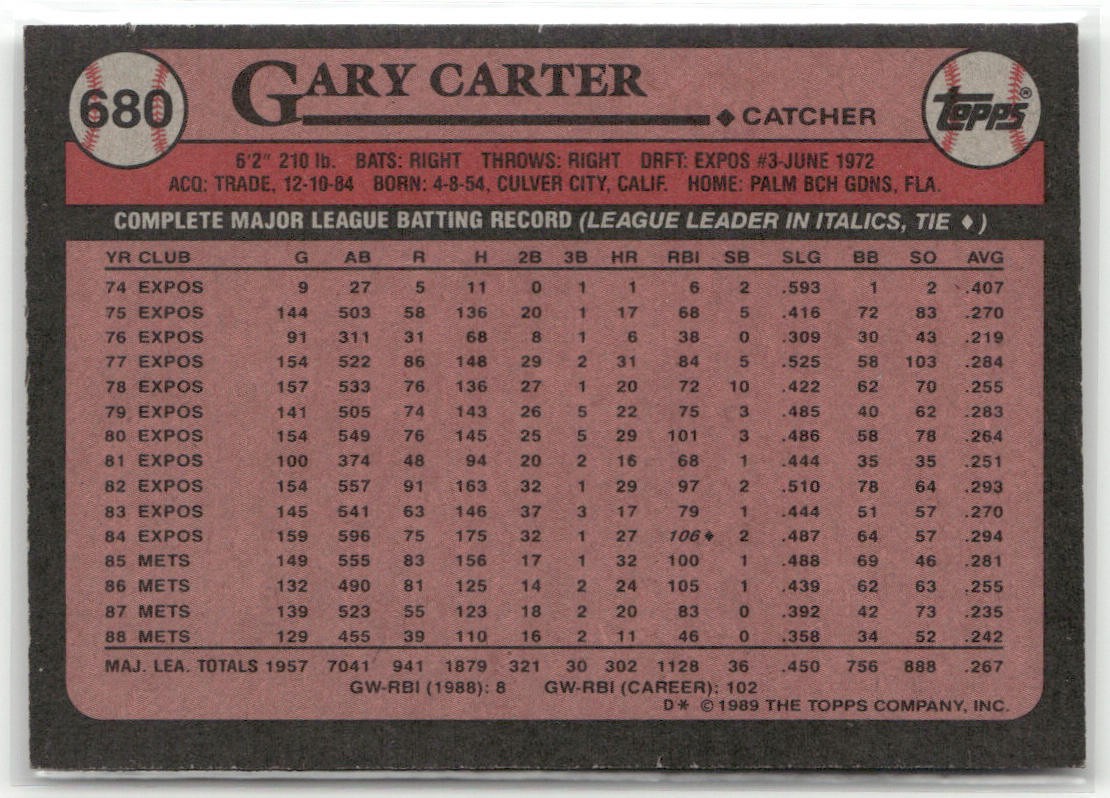 680 GARY CARTER topps®
◆ CATCHER
6'2" 210 lb. BATS: RIGHT THROWS: RIGHT DRFT: EXPOS #3-JUNE 1972
ACQ: TRADE, 12-10-84 BORN: 4-8-54, CULVER CITY, CALIF. HOME: PALM BCH GDNS, FLA.
COMPLETE MAJOR LEAGUE BATTING RECORD (LEAGUE LEADER IN ITALICS, TIE ♦ )
YR CLUB G AB R H 2B 3B HR RBI SB SLG BB SO AVG
74 EXPOS 9 27 5 11 0 1 1 6 2 .593 1 2 .407
75 EXPOS 144 503 58 136 20 1 17 68 5 .416 72 83 .270
76 EXPOS 91 311 31 68 8 1 6 38 0 .309 30 43 .219
77 EXPOS 154 522 86 148 29 2 31 84 5 .525 58 103 .284
78 EXPOS 157 533 76 136 27 1 20 72 10 .422 62 70 .255
79 EXPOS 141 505 74 143 26 5 22 75 3 .485 40 62 .283
80 EXPOS 154 549 76 145 25 5 29 101 3 .486 58 78 .264
81 EXPOS 100 374 48 94 20 2 16 68 1 .444 35 35 .251
82 EXPOS 154 557 91 163 32 1 29 97 2 .510 78 64 .293
83 EXPOS 145 541 63 146 37 3 17 79 1 .444 51 57 .270
84 EXPOS 159 596 75 175 32 1 27 106♦ 2 .487 64 57 .294
85 METS 149 555 83 156 17 1 32 100 1 .488 69 46 .281
86 METS 132 490 81 125 14 2 24 105 1 .439 62 63 .255
87 METS 139 523 55 123 18 2 20 83 0 .392 42 73 .235
88 METS 129 455 39 110 16 2 11 46 0 .358 34 52 .242
MAJ. LEA. TOTALS 1957 7041 941 1879 321 30 302 1128 36 .450 756 888 .267
GW-RBI (1988): 8 GW-RBI (CAREER): 102
D* © 1989 THE TOPPS COMPANY, INC.